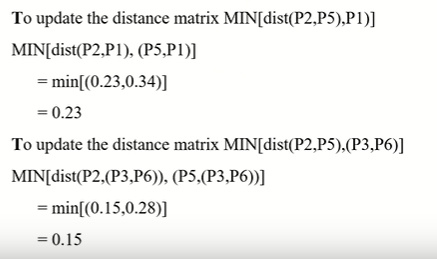 To update the distance matrix MIN[dist(P2,P5),P1)]
MIN[dist(P2,P1), (P5,P1)]
= min[(0.23,0.34)]
= 0.23
To update the distance matrix MIN[dist(P2,P5),(P3,P6)]
MIN[dist(P2,(P3,P6)), (P5,(P3,P6))]
= min[(0.15,0.28)]
= 0.15